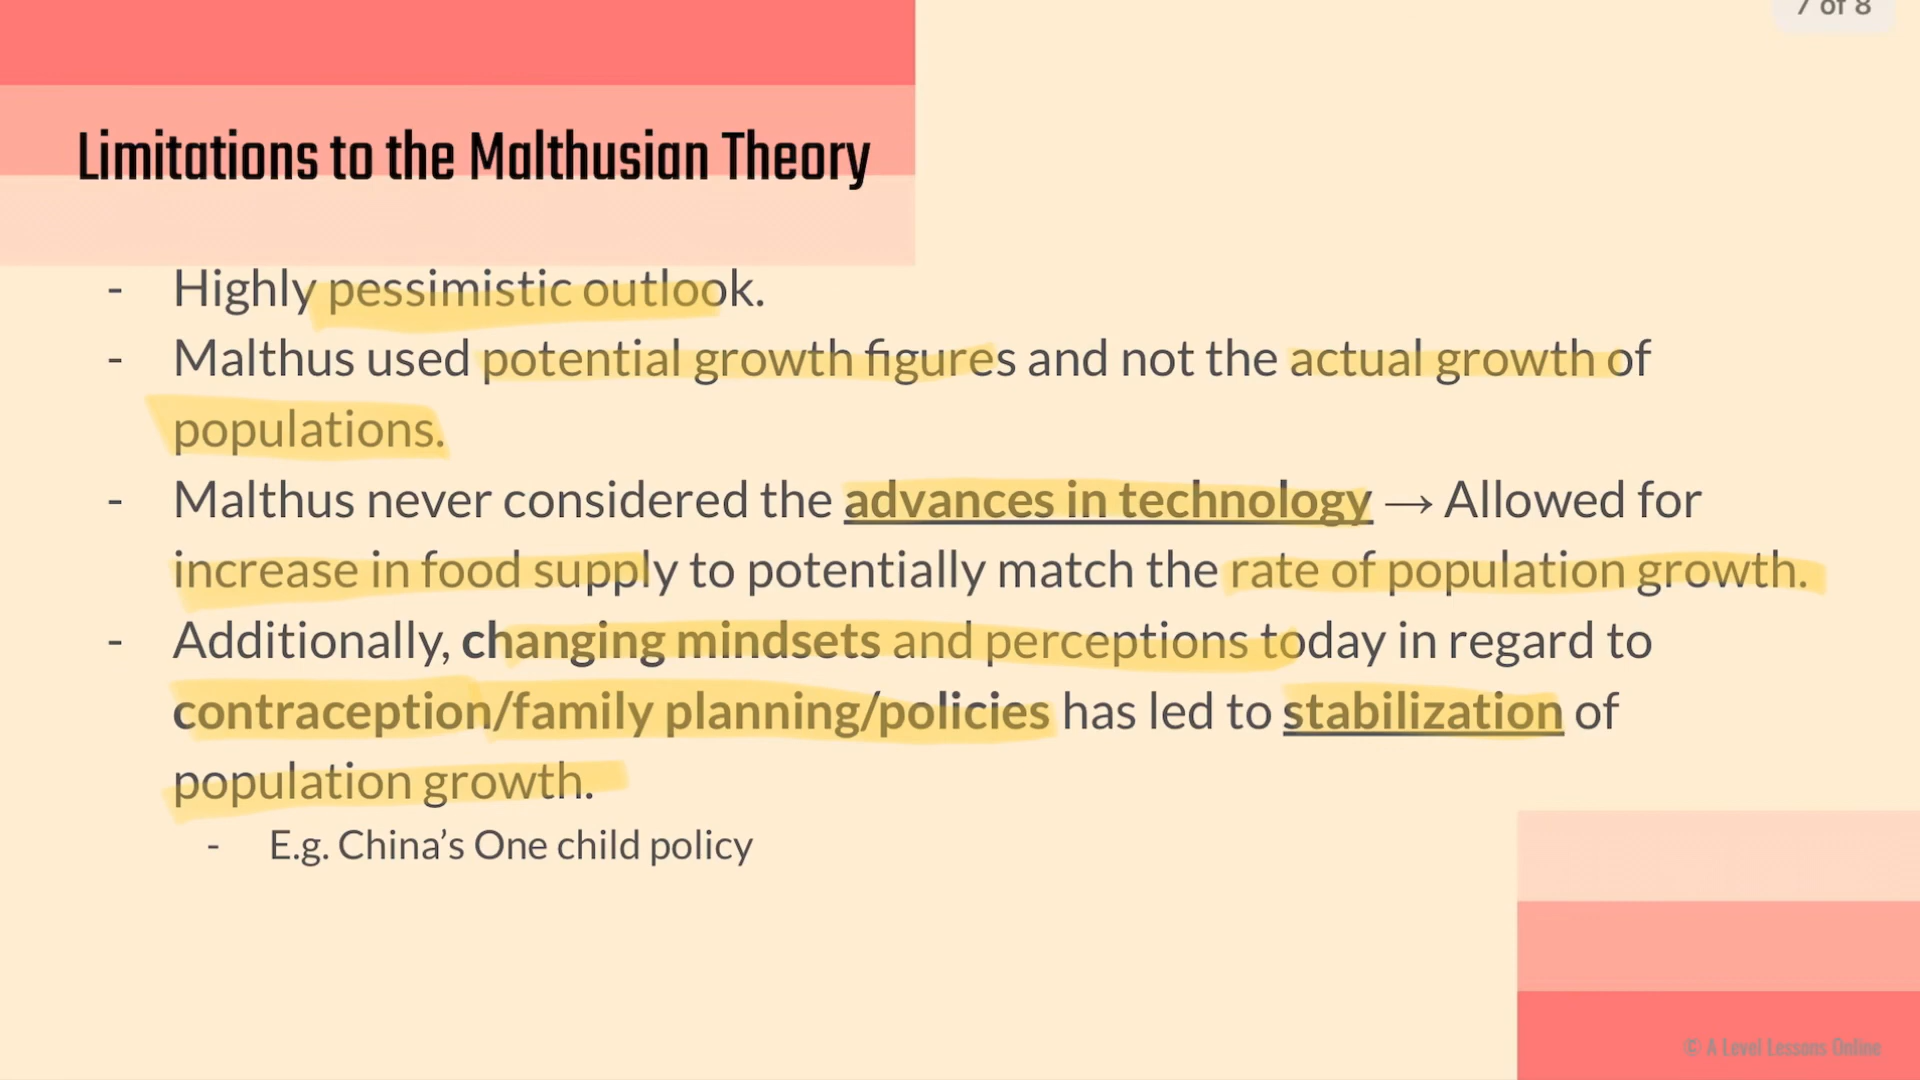 7 of 8
Limitations to the Malthusian Theory
- Highly pessimistic outlook.
- Malthus used potential growth figures and not the actual growth of
populations.
- Malthus never considered the advances in technology → Allowed for
increase in food supply to potentially match the rate of population growth.
- Additionally, changing mindsets and perceptions today in regard to
contraception/family planning/policies has led to stabilization of
population growth.
- E.g. China’s One child policy
© A Level Lessons Online